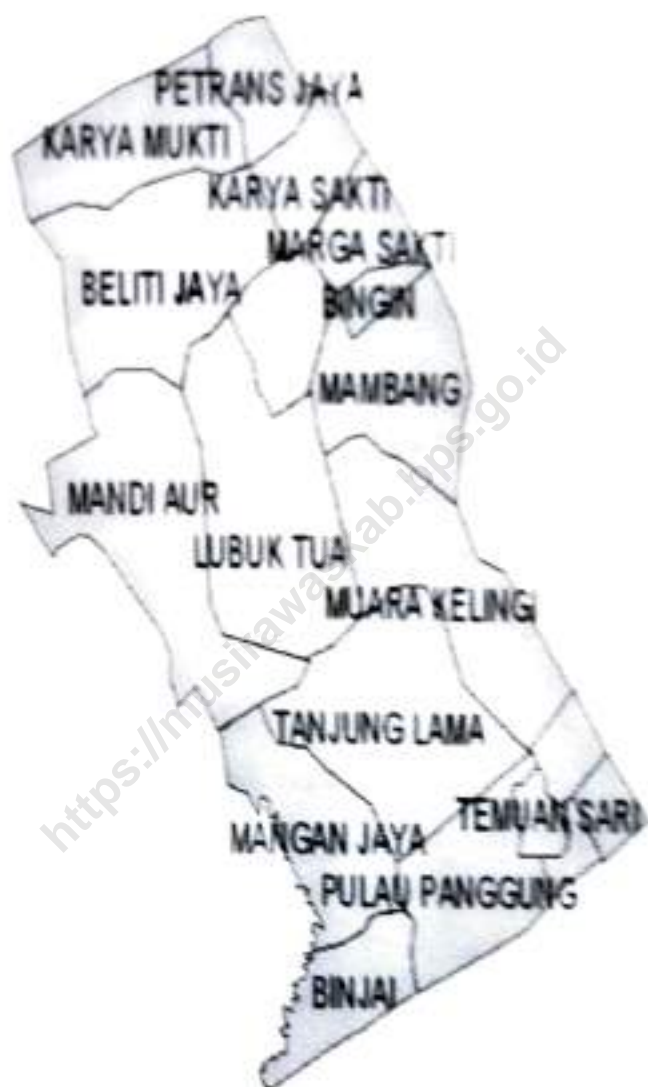 PETRANS JAYA
KARYA MUKTI
KARYA SAKTI
MARGA SAKTI
BELITI JAYA
BINGIN
MAMBANG
MANDI AUR
LUBUK TUA
MUARA KELINGI
TANJUNG LAMA
TEMUAN SARI
MANGAN JAYA
PULAU PANGGUNG
BINJAI
https://musirawaskab.bps.go.id